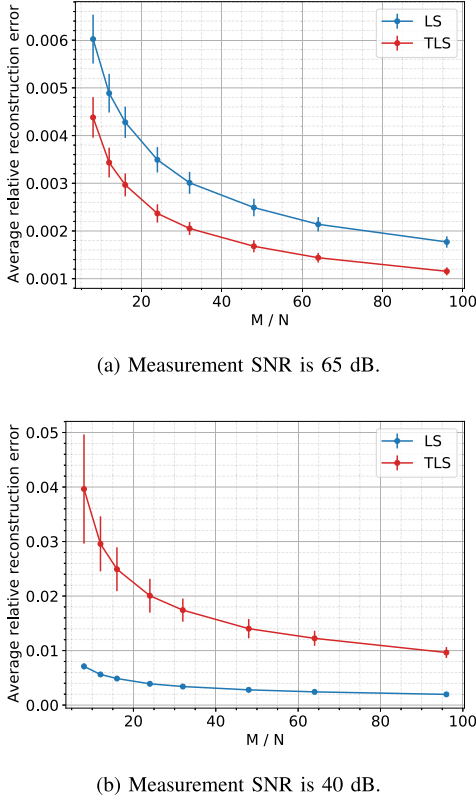 Average relative reconstruction error
0.006
0.005
0.004
0.003
0.002
0.001
LS
TLS
20 40 60 80 100
M / N
(a) Measurement SNR is 65 dB.
Average relative reconstruction error
0.05
0.04
0.03
0.02
0.01
0.00
LS
TLS
20 40 60 80 100
M / N
(b) Measurement SNR is 40 dB.